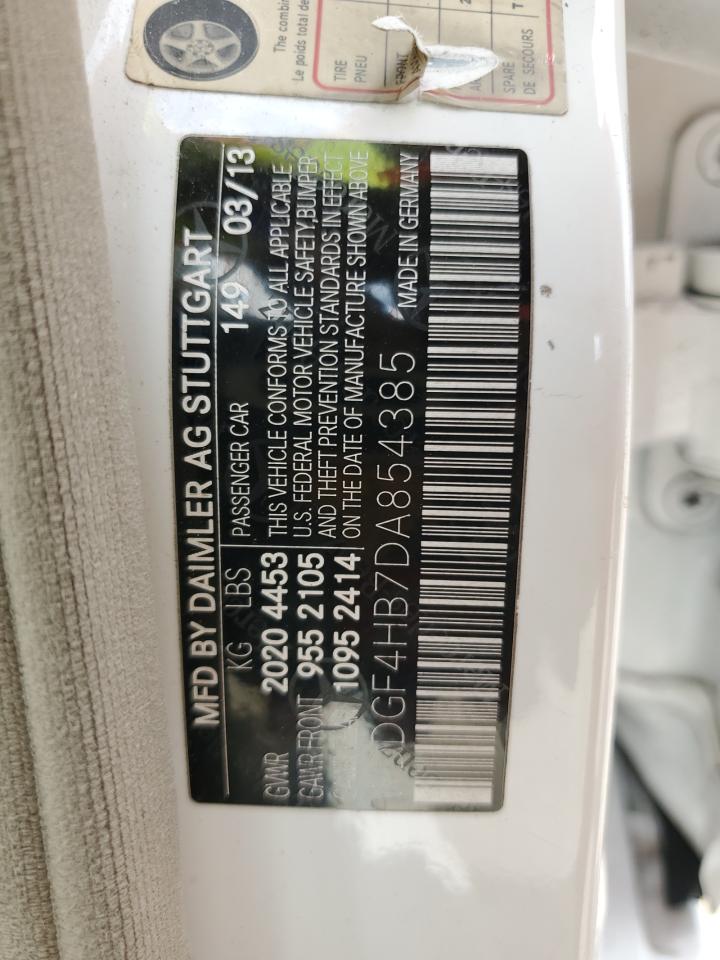 The combin
Le poids total de
TIRE
PNEU
FRONT
SPARE
DE SECOURS
MFD BY DAIMLER AG STUTTGART
KG LBS PASSENGER CAR 149 03/13
GVWR 2020 4453 THIS VEHICLE CONFORMS TO ALL APPLICABLE
GAWR FRONT 955 2105 U.S. FEDERAL MOTOR VEHICLE SAFETY, BUMPER
1095 2414 AND THEFT PREVENTION STANDARDS IN EFFECT
ON THE DATE OF MANUFACTURE SHOWN ABOVE
DGF4HB7DA854385 MADE IN GERMANY